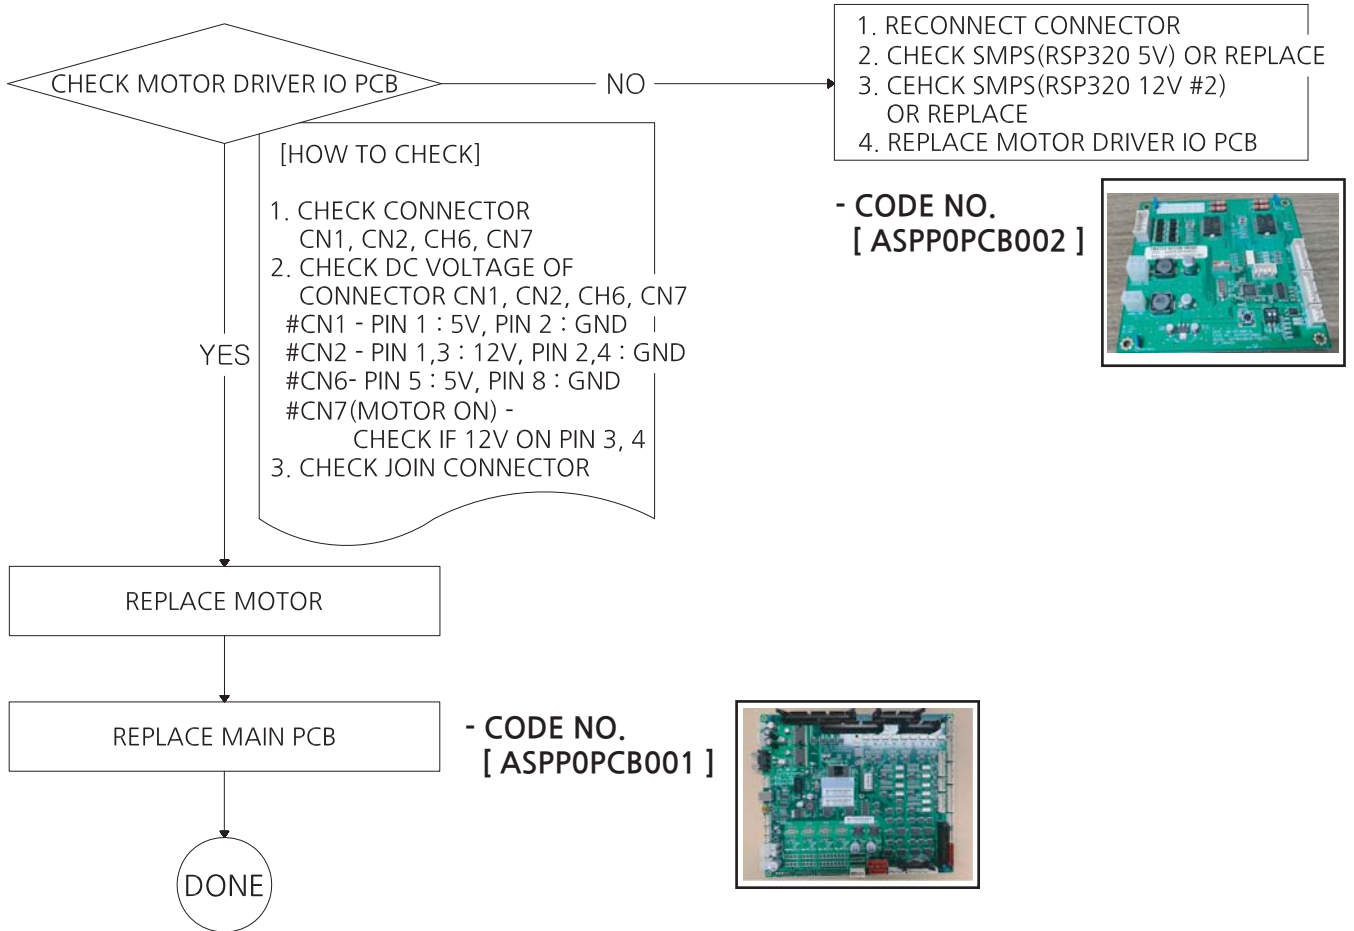 CHECK MOTOR DRIVER IO PCB
NO
1. RECONNECT CONNECTOR
2. CHECK SMPS(RSP320 5V) OR REPLACE
3. CEHCK SMPS(RSP320 12V #2)
OR REPLACE
4. REPLACE MOTOR DRIVER IO PCB
- CODE NO.
[ ASPP0PCB002 ]
[HOW TO CHECK]
1. CHECK CONNECTOR
CN1, CN2, CH6, CN7
2. CHECK DC VOLTAGE OF
CONNECTOR CN1, CN2, CH6, CN7
#CN1 - PIN 1 : 5V, PIN 2 : GND
#CN2 - PIN 1,3 : 12V, PIN 2,4 : GND
#CN6- PIN 5 : 5V, PIN 8 : GND
#CN7(MOTOR ON) -
CHECK IF 12V ON PIN 3, 4
3. CHECK JOIN CONNECTOR
YES
REPLACE MOTOR
REPLACE MAIN PCB
- CODE NO.
[ ASPP0PCB001 ]
DONE